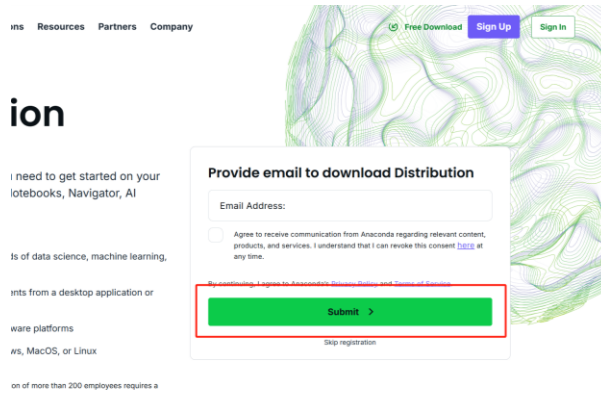 Resources Partners Company Free Download Sign Up Sign In
ion
need to get started on your
Notebooks, Navigator, AI
ds of data science, machine learning,
ents from a desktop application or
ware platforms
ws, MacOS, or Linux
on of more than 200 employees requires a
Provide email to download Distribution
Email Address:
Agree to receive communication from Anaconda regarding relevant content,
products, and services. I understand that I can revoke this consent here at
any time.
By continuing, I agree to Anaconda's Privacy Policy and Terms of Service.
Submit >
Skip registration